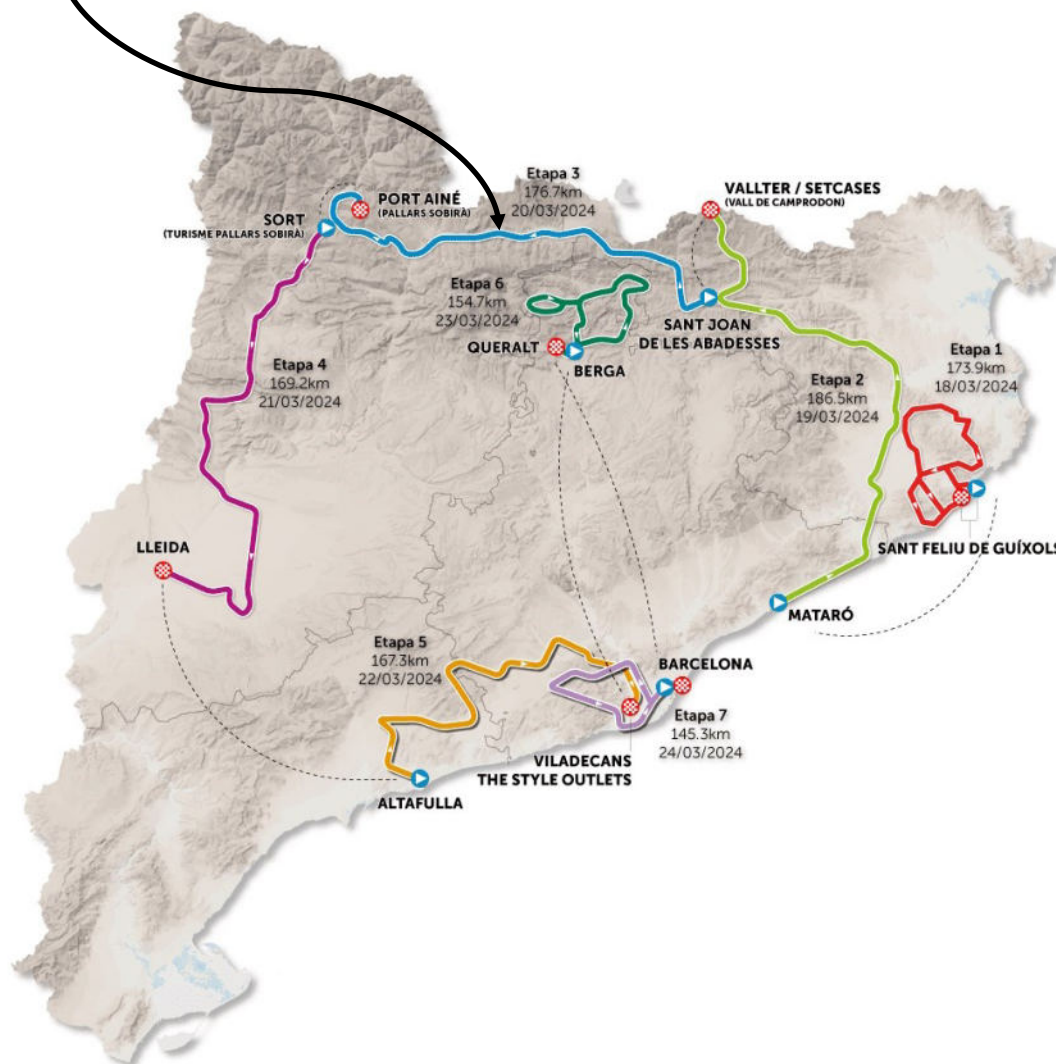 Etapa 3
176.7km
20/03/2024
VALLTER / SETCASES
(VALL DE CAMPRODON)
PORT AINÉ
(PALLARS SOBIRÀ)
SORT
(TURISME PALLARS SOBIRÀ)
Etapa 6
154.7km
23/03/2024
SANT JOAN
DE LES ABADESSES
QUERALT
BERGA
Etapa 1
173.9km
18/03/2024
Etapa 4
169.2km
21/03/2024
Etapa 2
186.5km
19/03/2024
LLEIDA
SANT FELIU DE GUÍXOLS
MATARÓ
Etapa 5
167.3km
22/03/2024
BARCELONA
Etapa 7
145.3km
24/03/2024
VILADECANS
THE STYLE OUTLETS
ALTAFULLA